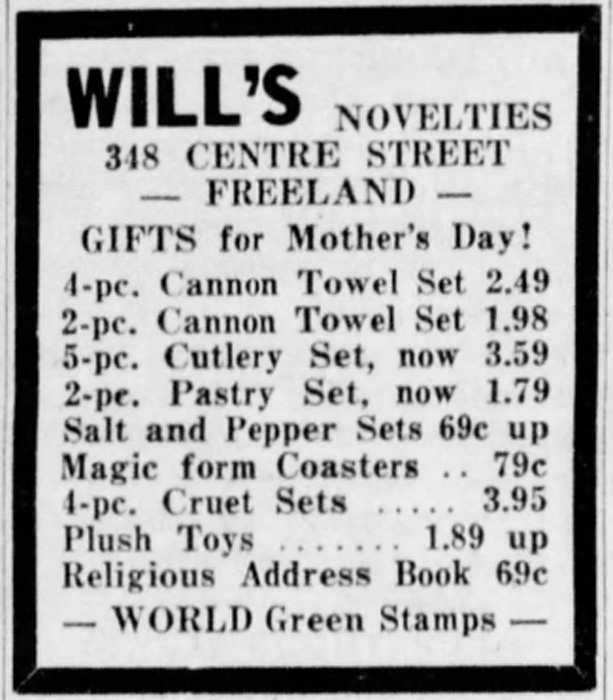 WILL'S NOVELTIES
348 CENTRE STREET
— FREELAND —
GIFTS for Mother's Day!
4-pc. Cannon Towel Set 2.49
2-pc. Cannon Towel Set 1.98
5-pc. Cutlery Set, now 3.59
2-pc. Pastry Set, now 1.79
Salt and Pepper Sets 69c up
Magic form Coasters .. 79c
4-pc. Cruet Sets ..... 3.95
Plush Toys ....... 1.89 up
Religious Address Book 69c
— WORLD Green Stamps —